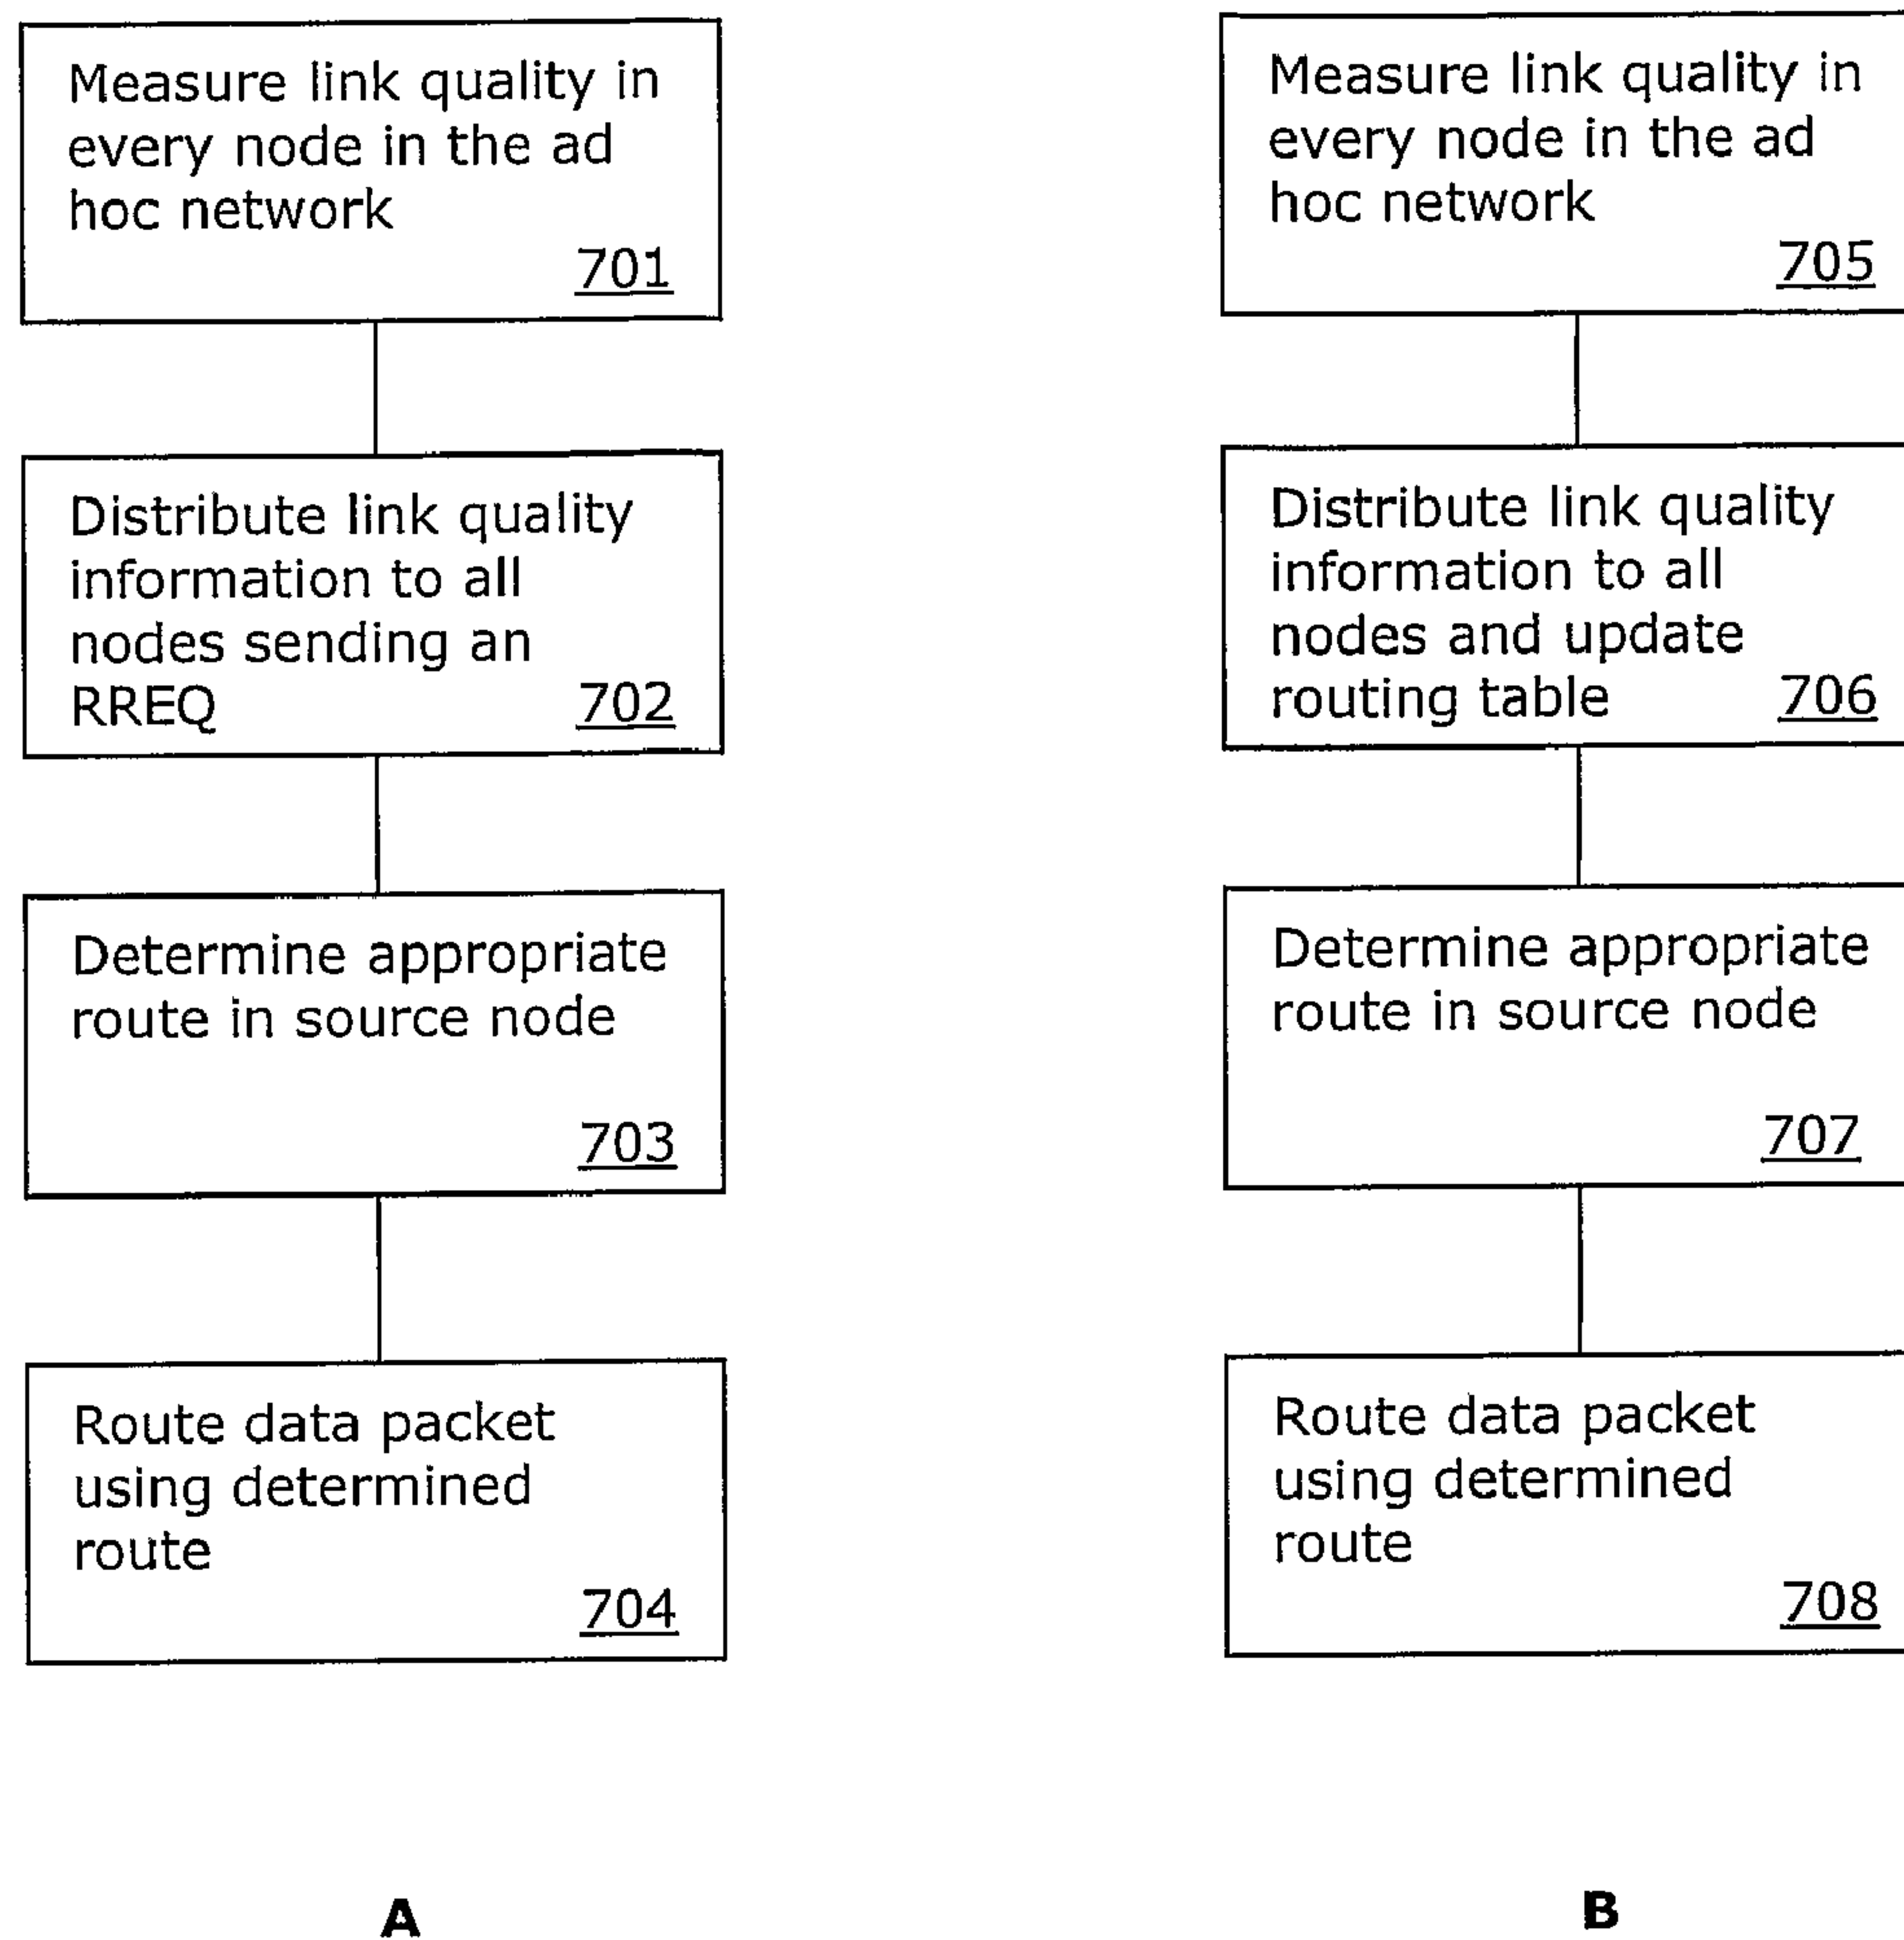 Measure link quality in
every node in the ad
hoc network
701
Distribute link quality
information to all
nodes sending an
RREQ 702
Determine appropriate
route in source node
703
Route data packet
using determined
route
704
A
Measure link quality in
every node in the ad
hoc network
705
Distribute link quality
information to all
nodes and update
routing table 706
Determine appropriate
route in source node
707
Route data packet
using determined
route
708
B